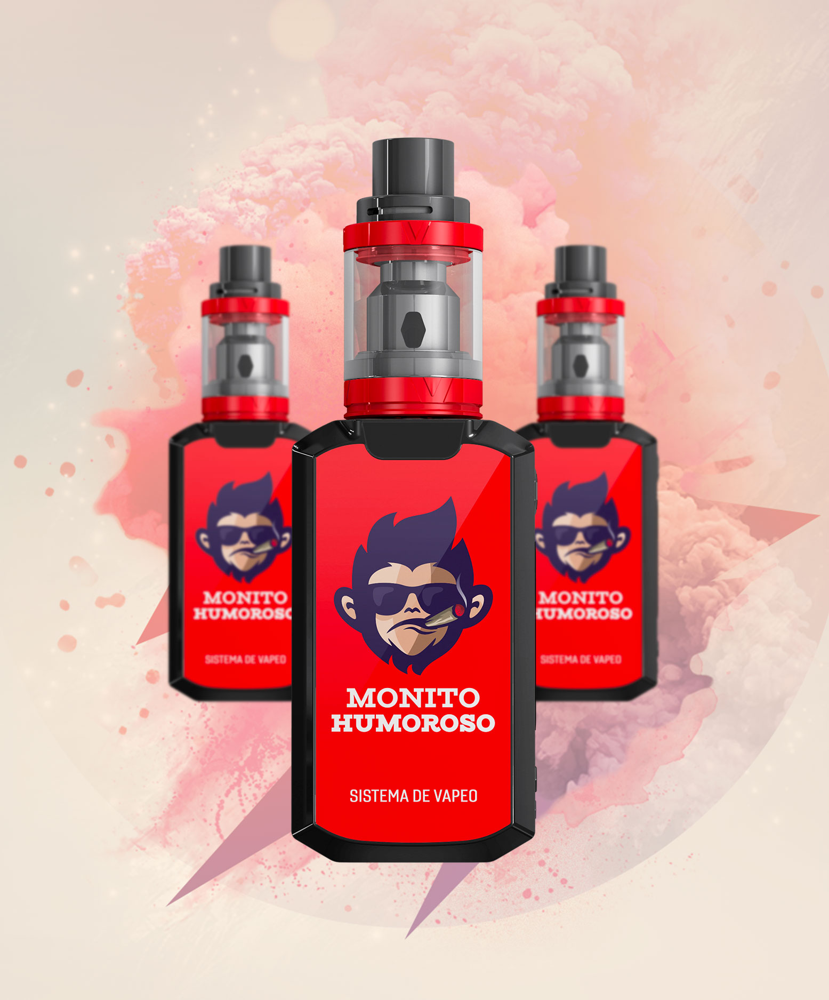 MONITO
HUMOROSO
SISTEMA DE VAPEO
MONITO
HUMOROSO
SISTEMA DE VAPEO
MONITO
HUMOROSO
SISTEMA DE VAPEO